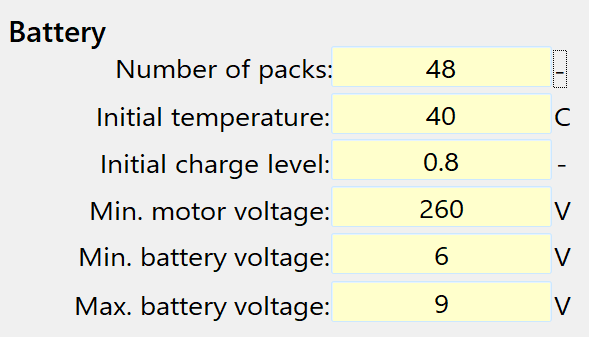 Battery
Number of packs: 48 -
Initial temperature: 40 C
Initial charge level: 0.8 -
Min. motor voltage: 260 V
Min. battery voltage: 6 V
Max. battery voltage: 9 V